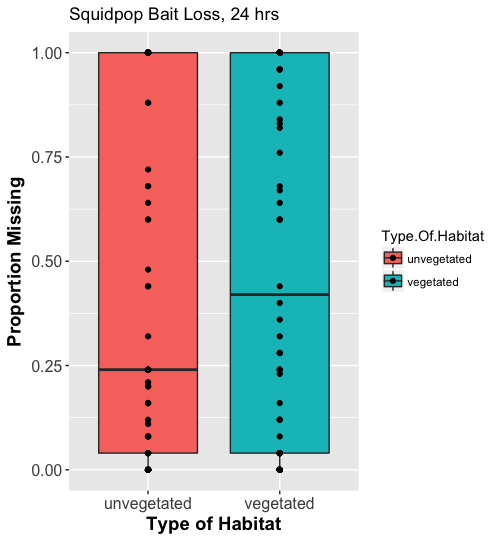 Squidpop Bait Loss, 24 hrs
Proportion Missing
1.00
0.75
0.50
0.25
0.00
unvegetated
vegetated
Type of Habitat
Type.Of.Habitat
unvegetated
vegetated